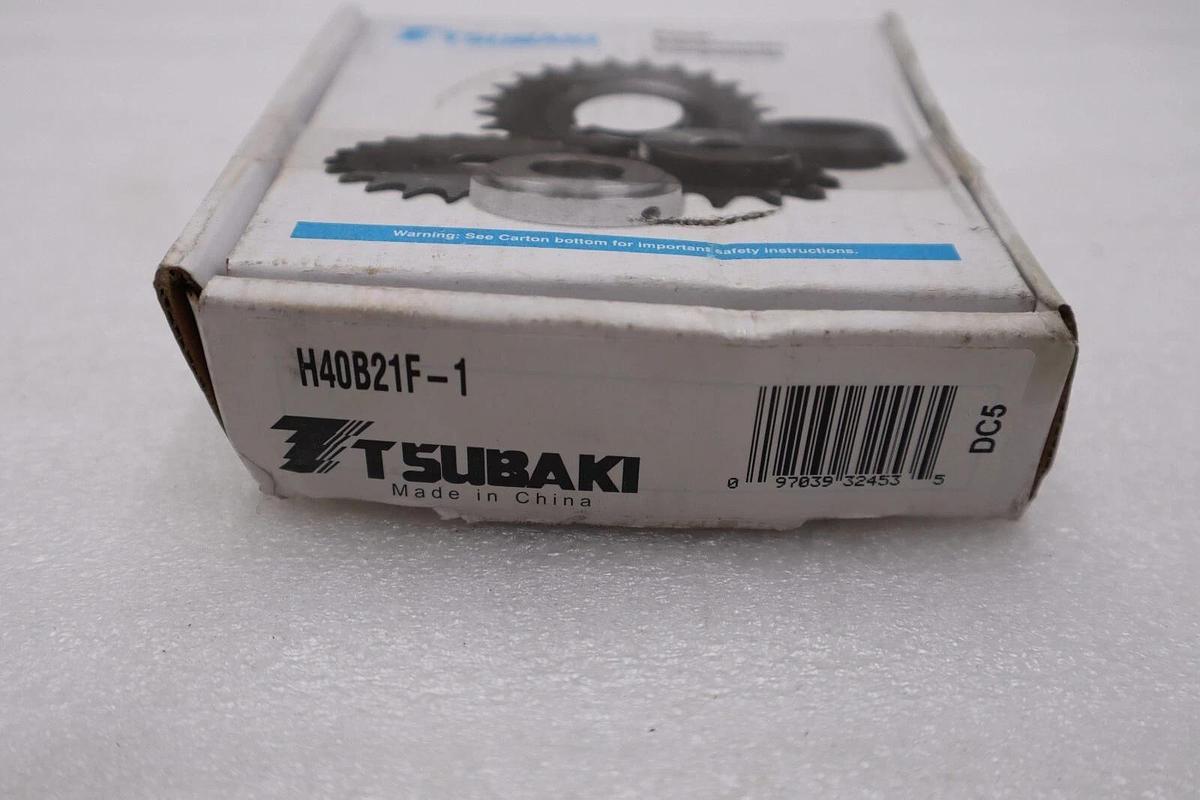 TSUBAKI
Warning: See Carton bottom for important safety instructions.
H40B21F-1
TSUBAKI
Made in China
0 97039 32453 5
DC5